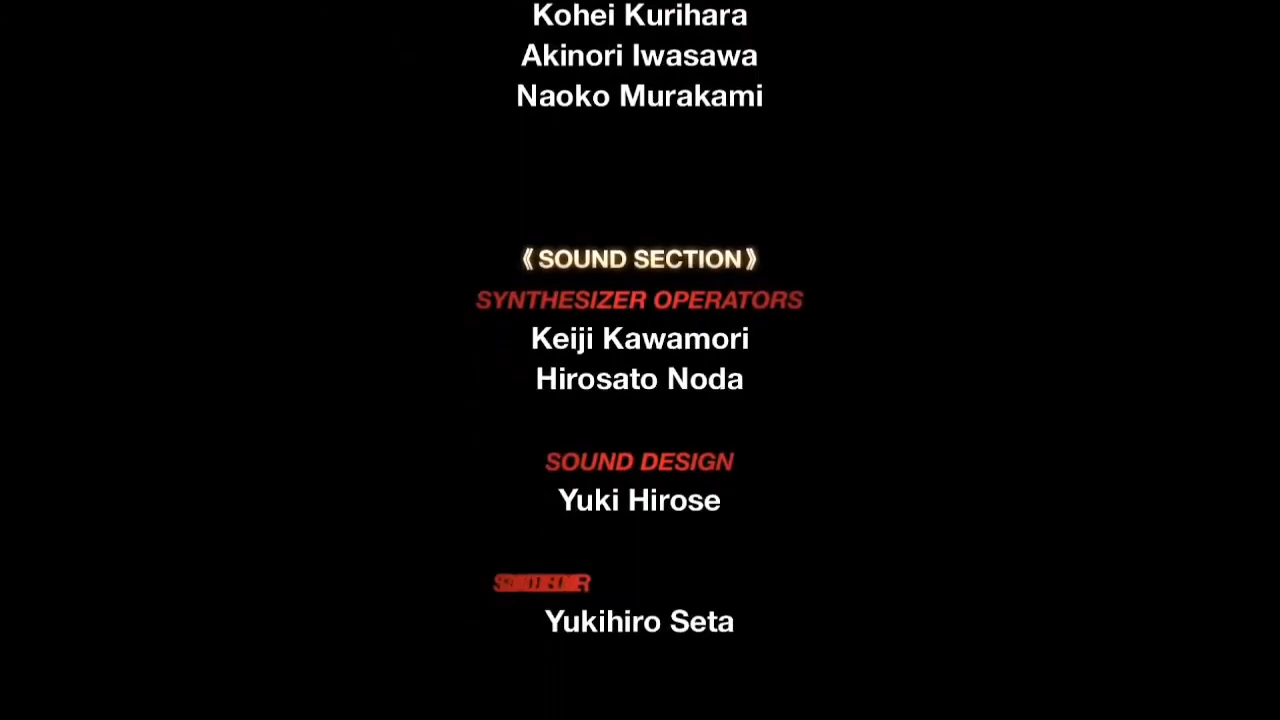 Kohei Kurihara
Akinori Iwasawa
Naoko Murakami
《SOUND SECTION》
SYNTHESIZER OPERATORS
Keiji Kawamori
Hirosato Noda
SOUND DESIGN
Yuki Hirose
Yukihiro Seta